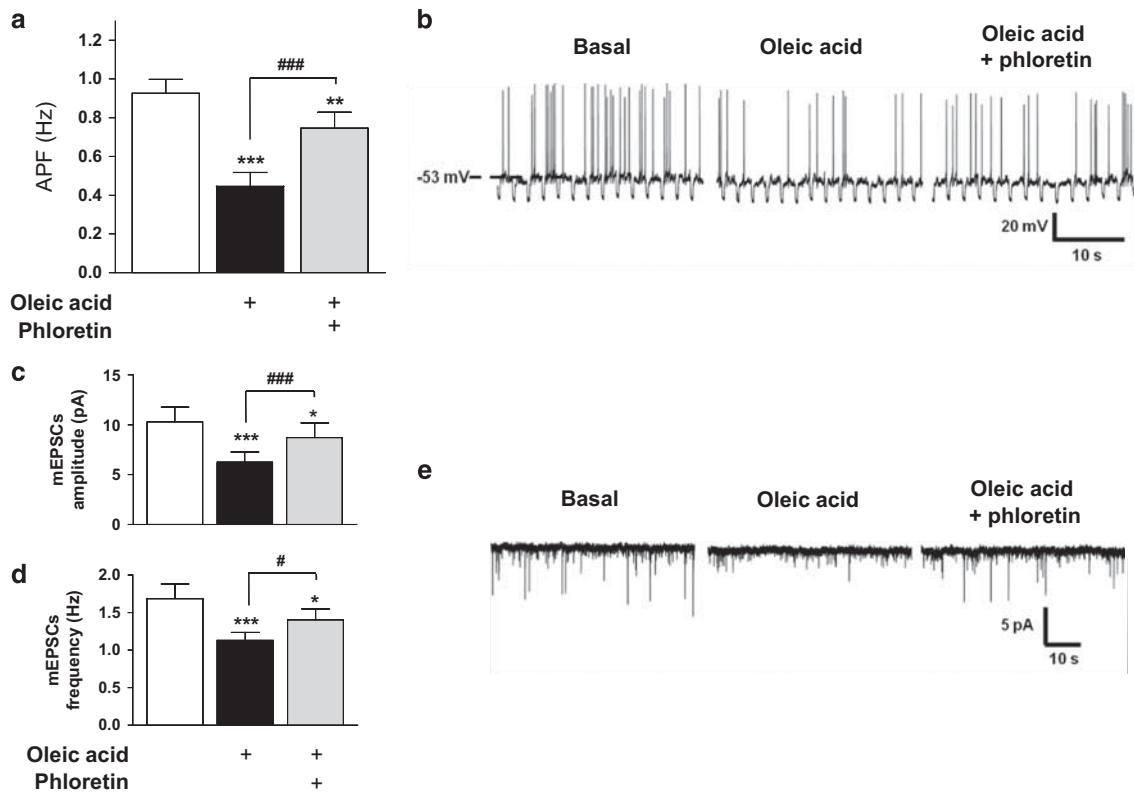 a
1.2
1.0
0.8
0.6
0.4
0.2
0.0
APF (Hz)
###
***
**
Oleic acid + +
Phloretin +
b
Basal
Oleic acid
Oleic acid
+ phloretin
-53 mV
20 mV
10 s
c
15
10
5
0
mEPSCs
amplitude (pA)
###
***
*
d
2.0
1.5
1.0
0.5
0.0
mEPSCs
frequency (Hz)
#
***
*
Oleic acid + +
Phloretin +
e
Basal
Oleic acid
Oleic acid
+ phloretin
5 pA
10 s